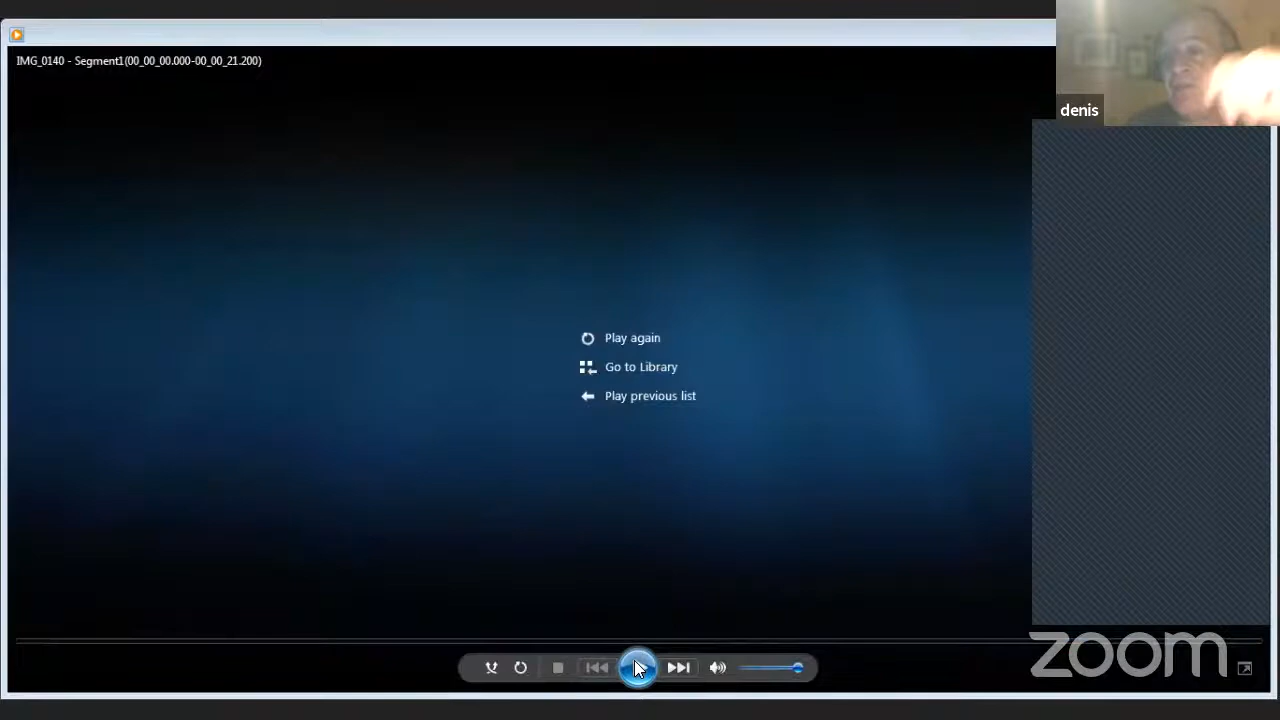 IMG_0140 - Segment1(00_00_00.000-00_00_21.200)
denis
Play again
Go to Library
Play previous list
zoom